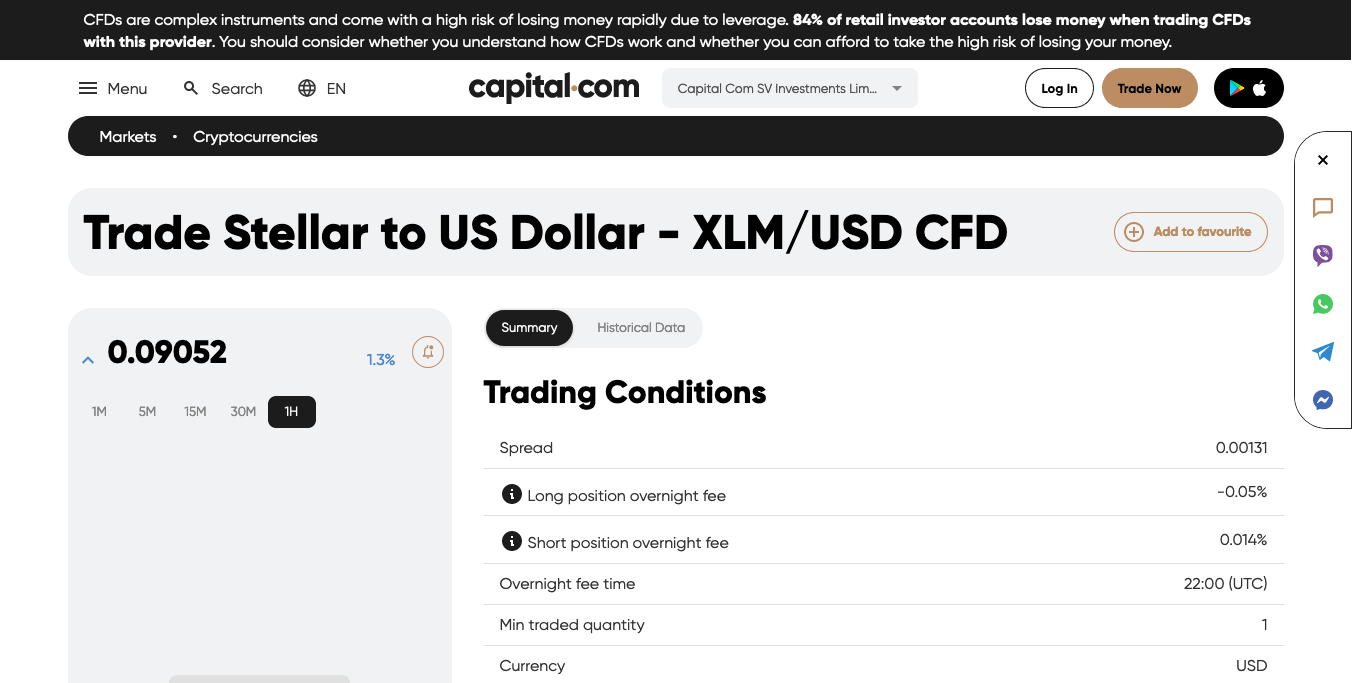 CFDs are complex instruments and come with a high risk of losing money rapidly due to leverage. 84% of retail investor accounts lose money when trading CFDs
with this provider. You should consider whether you understand how CFDs work and whether you can afford to take the high risk of losing your money.
Menu Search EN capital.com Capital Com SV Investments Lim... Log In Trade Now
Markets • Cryptocurrencies
Trade Stellar to US Dollar - XLM/USD CFD Add to favourite
0.09052 1.3%
1M 5M 15M 30M 1H
Summary Historical Data
Trading Conditions
Spread 0.00131
Long position overnight fee -0.05%
Short position overnight fee 0.014%
Overnight fee time 22:00 (UTC)
Min traded quantity 1
Currency USD